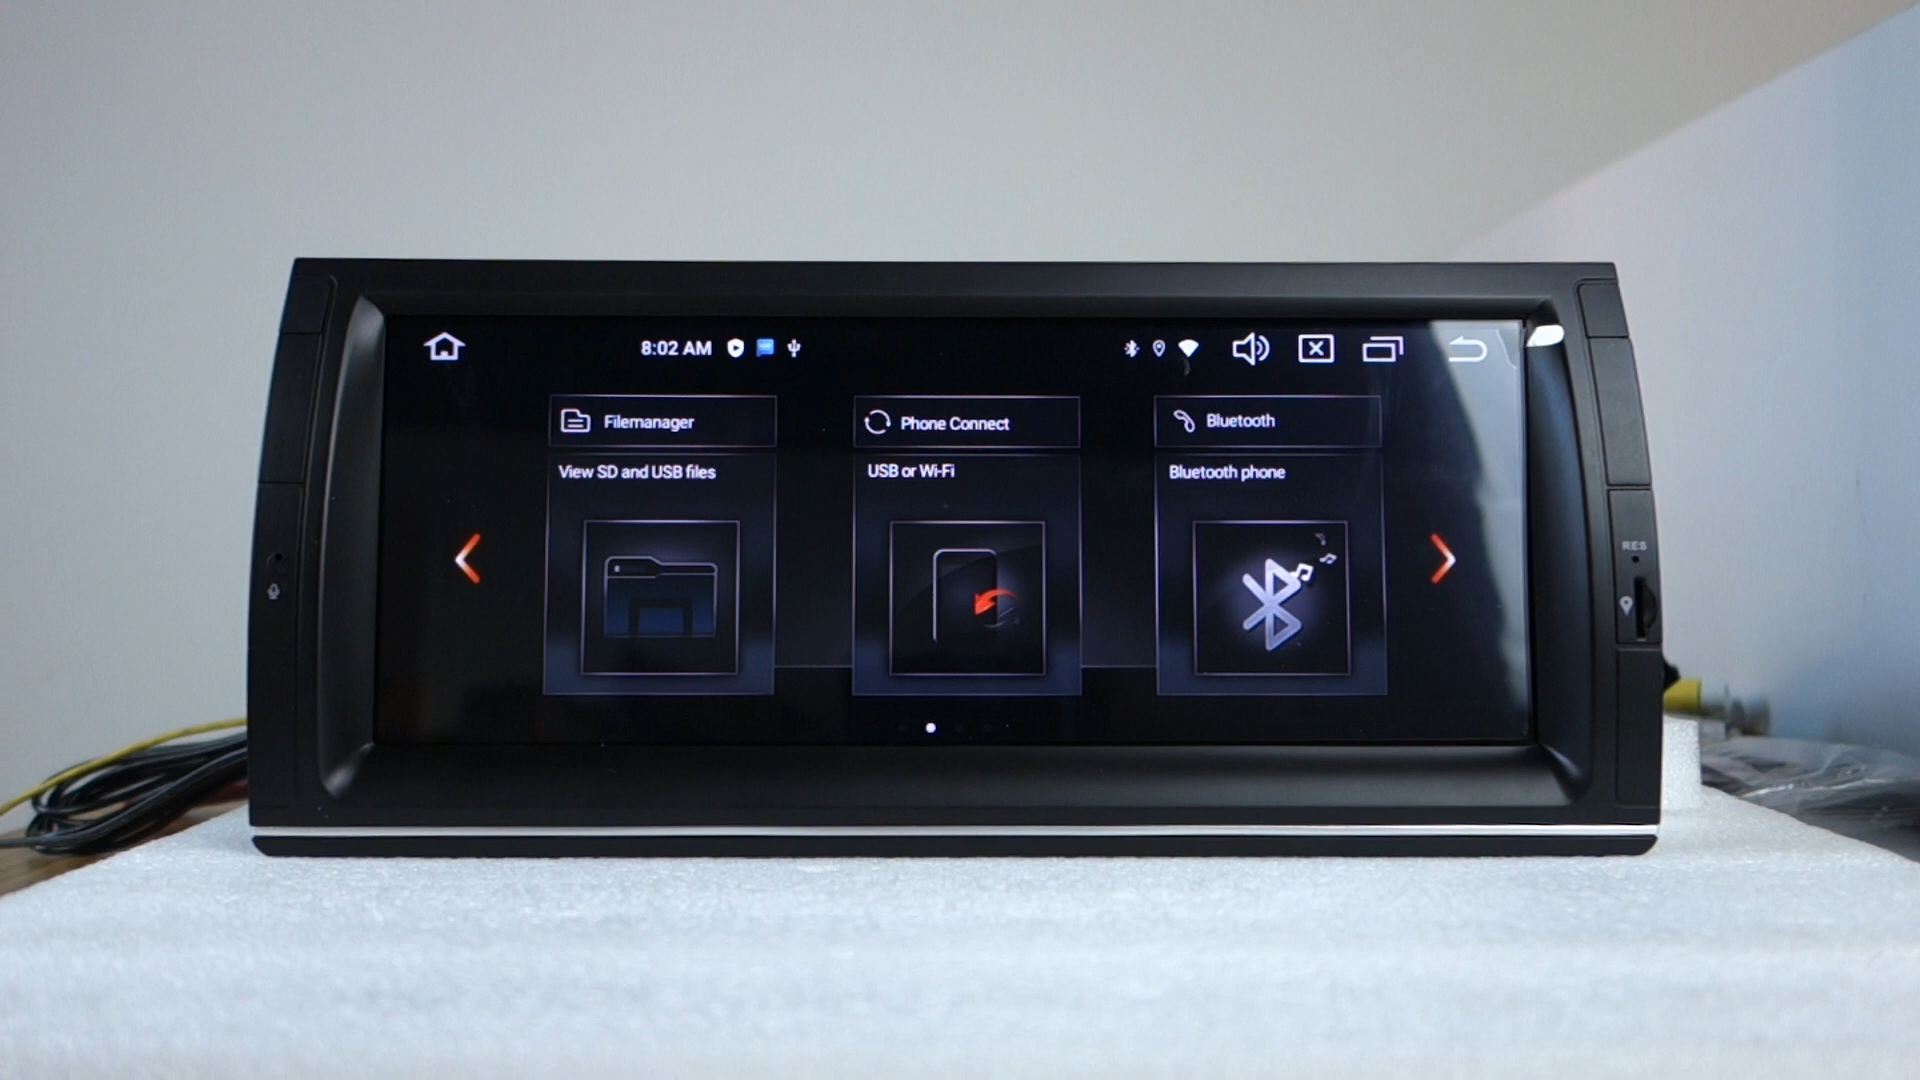 8:02 AM
Filemanager
View SD and USB files
Phone Connect
USB or Wi-Fi
Bluetooth
Bluetooth phone
RES